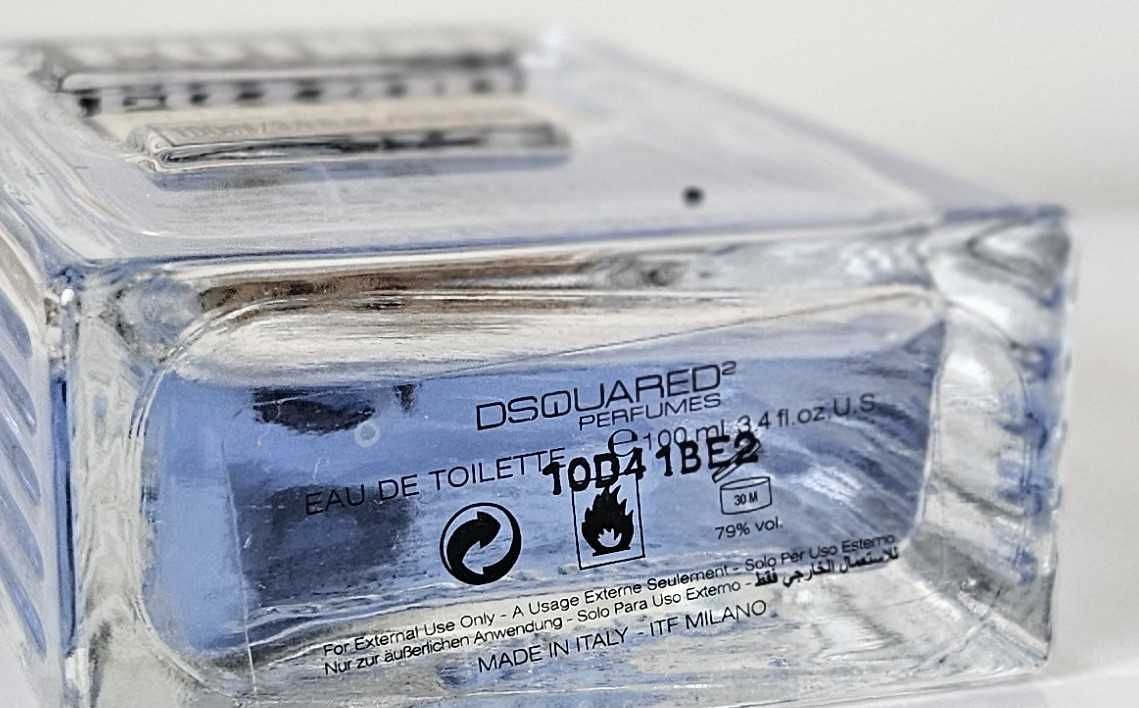 DSQUARED²
PERFUMES
e 100 mL 3.4 fl.oz.U.S
EAU DE TOILETTE
10D41BE2
30 M
79% vol.
For External Use Only - A Usage Externe Seulement - Solo Per Uso Esterno
Nur zur äußerlichen Anwendung - Solo Para Uso Externo - للاستعمال الخارجي فقط
MADE IN ITALY - ITF MILANO